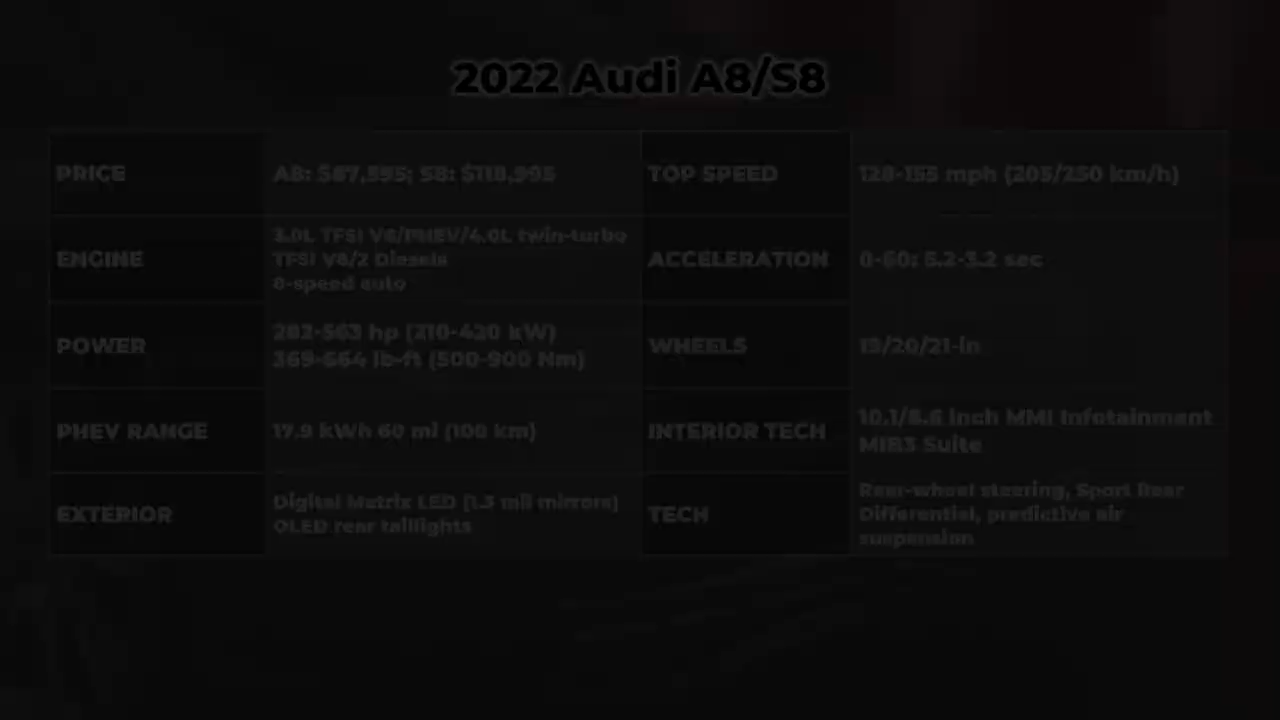 2022 Audi A8/S8
PRICE
A8: $87,595; S8: $118,995
TOP SPEED
128-155 mph (205/250 km/h)
ENGINE
3.0L TFSI V6/PHEV/4.0L twin-turbo
TFSI V8/2 Diesels
8-speed auto
ACCELERATION
0-60: 5.2-3.2 sec
POWER
282-563 hp (210-420 kW)
369-664 lb-ft (500-900 Nm)
WHEELS
19/20/21-in
PHEV RANGE
17.9 kWh 60 mi (100 km)
INTERIOR TECH
10.1/8.6 inch MMI Infotainment
MIB3 Suite
EXTERIOR
Digital Matrix LED (1.3 mil mirrors)
OLED rear taillights
TECH
Rear-wheel steering, Sport Rear
Differential, predictive air
suspension